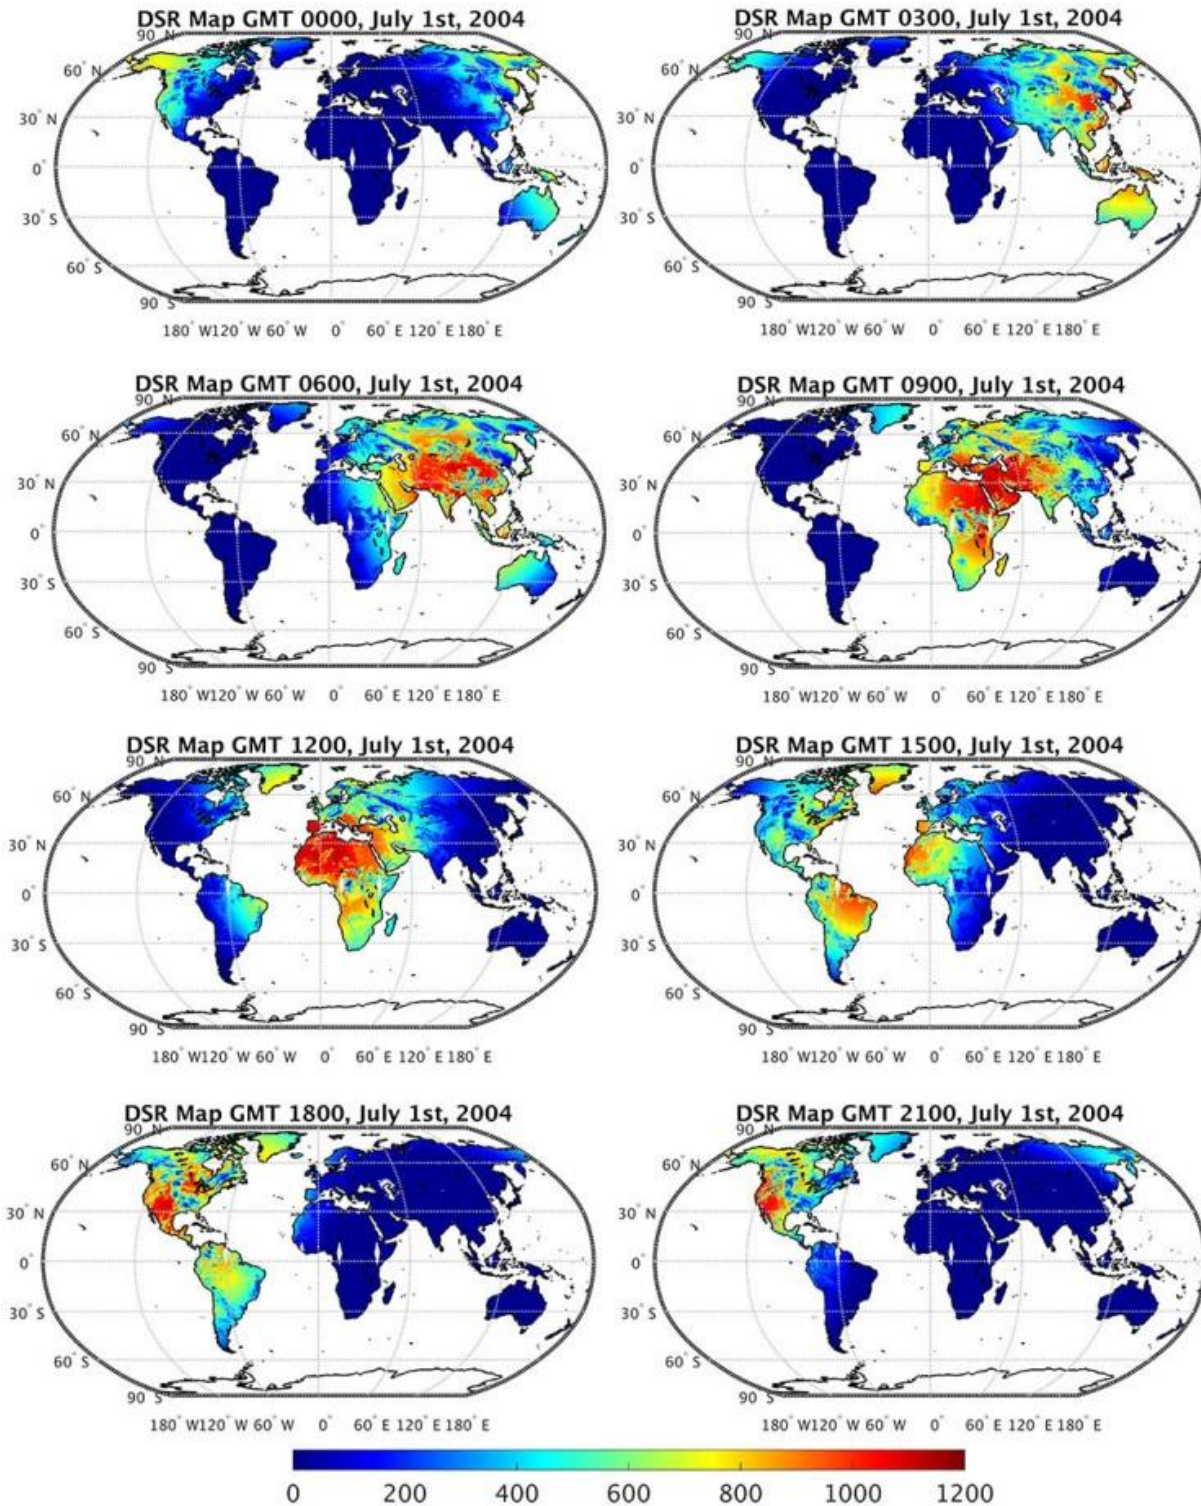 DSR Map GMT 0000, July 1st, 2004
90° N
60° N
30° N
0°
30° S
60° S
90° S
180° W120° W 60° W 0° 60° E 120° E 180° E
DSR Map GMT 0300, July 1st, 2004
90° N
60° N
30° N
0°
30° S
60° S
90° S
180° W120° W 60° W 0° 60° E 120° E 180° E
DSR Map GMT 0600, July 1st, 2004
90° N
60° N
30° N
0°
30° S
60° S
90° S
180° W120° W 60° W 0° 60° E 120° E 180° E
DSR Map GMT 0900, July 1st, 2004
90° N
60° N
30° N
0°
30° S
60° S
90° S
180° W120° W 60° W 0° 60° E 120° E 180° E
DSR Map GMT 1200, July 1st, 2004
90° N
60° N
30° N
0°
30° S
60° S
90° S
180° W120° W 60° W 0° 60° E 120° E 180° E
DSR Map GMT 1500, July 1st, 2004
90° N
60° N
30° N
0°
30° S
60° S
90° S
180° W120° W 60° W 0° 60° E 120° E 180° E
DSR Map GMT 1800, July 1st, 2004
90° N
60° N
30° N
0°
30° S
60° S
90° S
180° W120° W 60° W 0° 60° E 120° E 180° E
DSR Map GMT 2100, July 1st, 2004
90° N
60° N
30° N
0°
30° S
60° S
90° S
180° W120° W 60° W 0° 60° E 120° E 180° E
0 200 400 600 800 1000 1200